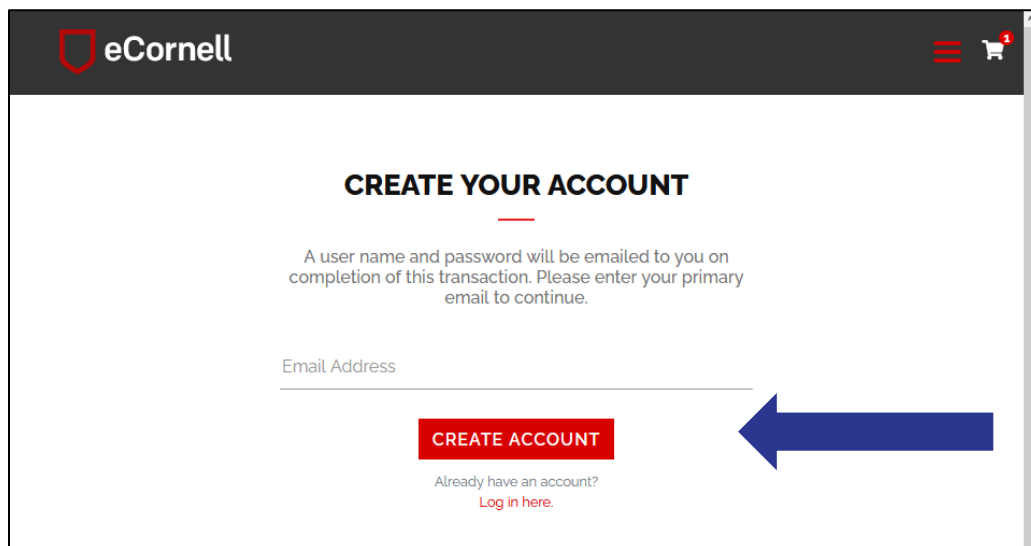 eCornell
1
CREATE YOUR ACCOUNT
A user name and password will be emailed to you on
completion of this transaction. Please enter your primary
email to continue.
Email Address
CREATE ACCOUNT
Already have an account?
Log in here.